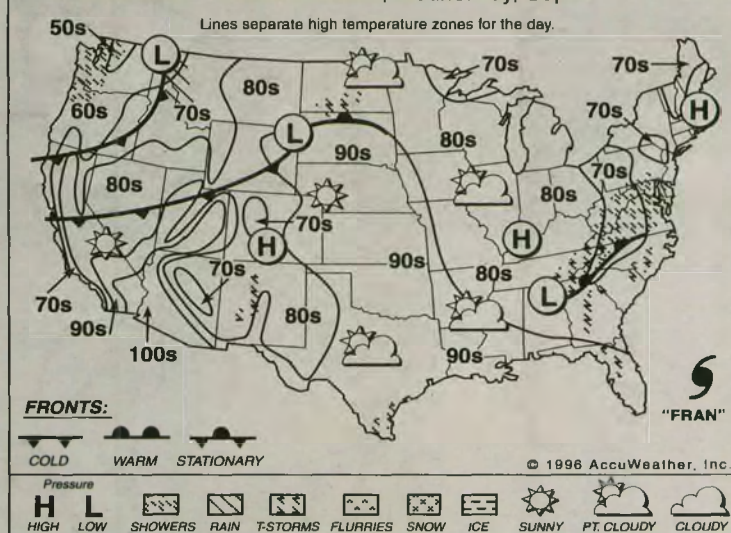 Lines separate high temperature zones for the day.
50s
L
70s
70s
H
60s
70s
80s
L
70s
80s
90s
70s
80s
70s
H
H
70s
90s
80s
L
70s
90s
100s
80s
90s
"FRAN"
FRONTS:
COLD WARM STATIONARY
© 1996 AccuWeather, Inc.
Pressure
H L
HIGH LOW SHOWERS RAIN T-STORMS FLURRIES SNOW ICE SUNNY PT. CLOUDY CLOUDY